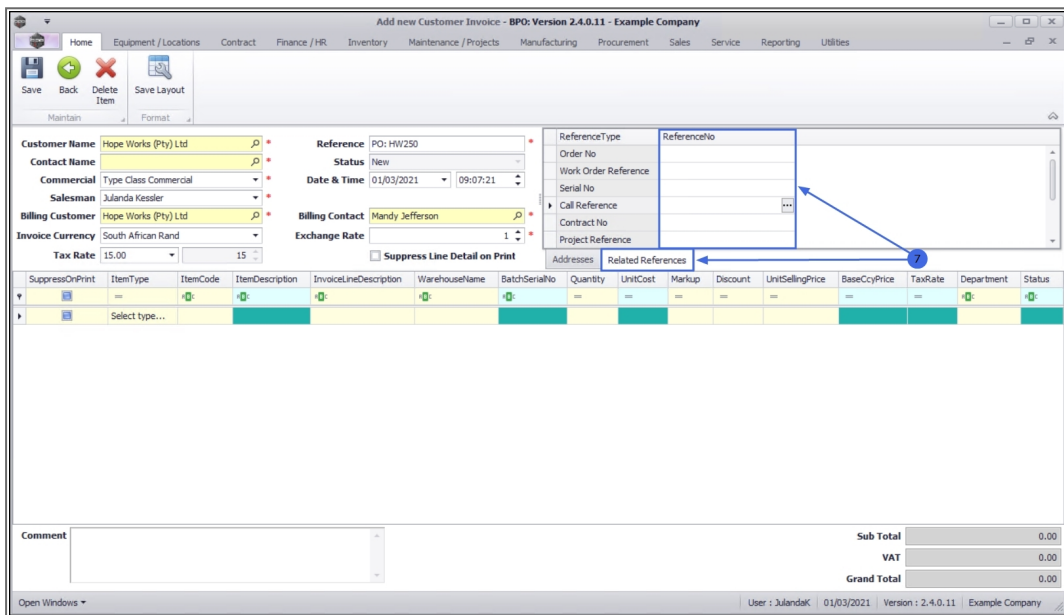 Add new Customer Invoice - BPO: Version 2.4.0.11 - Example Company
Home Equipment / Locations Contract Finance / HR Inventory Maintenance / Projects Manufacturing Procurement Sales Service Reporting Utilities
Save Back Delete Item Save Layout
Maintain Format
Customer Name Hope Works (Pty) Ltd * Reference PO: HW250 *
Contact Name * Status New
Commercial Type Class Commercial * Date & Time 01/03/2021 09:07:21
Salesman Julanda Kessler *
Billing Customer Hope Works (Pty) Ltd * Billing Contact Mandy Jefferson *
Invoice Currency South African Rand Exchange Rate 1 *
Tax Rate 15.00 15 Suppress Line Detail on Print
ReferenceType ReferenceNo
Order No
Work Order Reference
Serial No
Call Reference ...
Contract No
Project Reference
Addresses Related References 7
SuppressOnPrint ItemType ItemCode ItemDescription InvoiceLineDescription WarehouseName BatchSerialNo Quantity UnitCost Markup Discount UnitSellingPrice BaseCcyPrice TaxRate Department Status
Select type...
Comment
Sub Total 0.00
VAT 0.00
Grand Total 0.00
Open Windows User : JulandaK 01/03/2021 Version : 2.4.0.11 Example Company